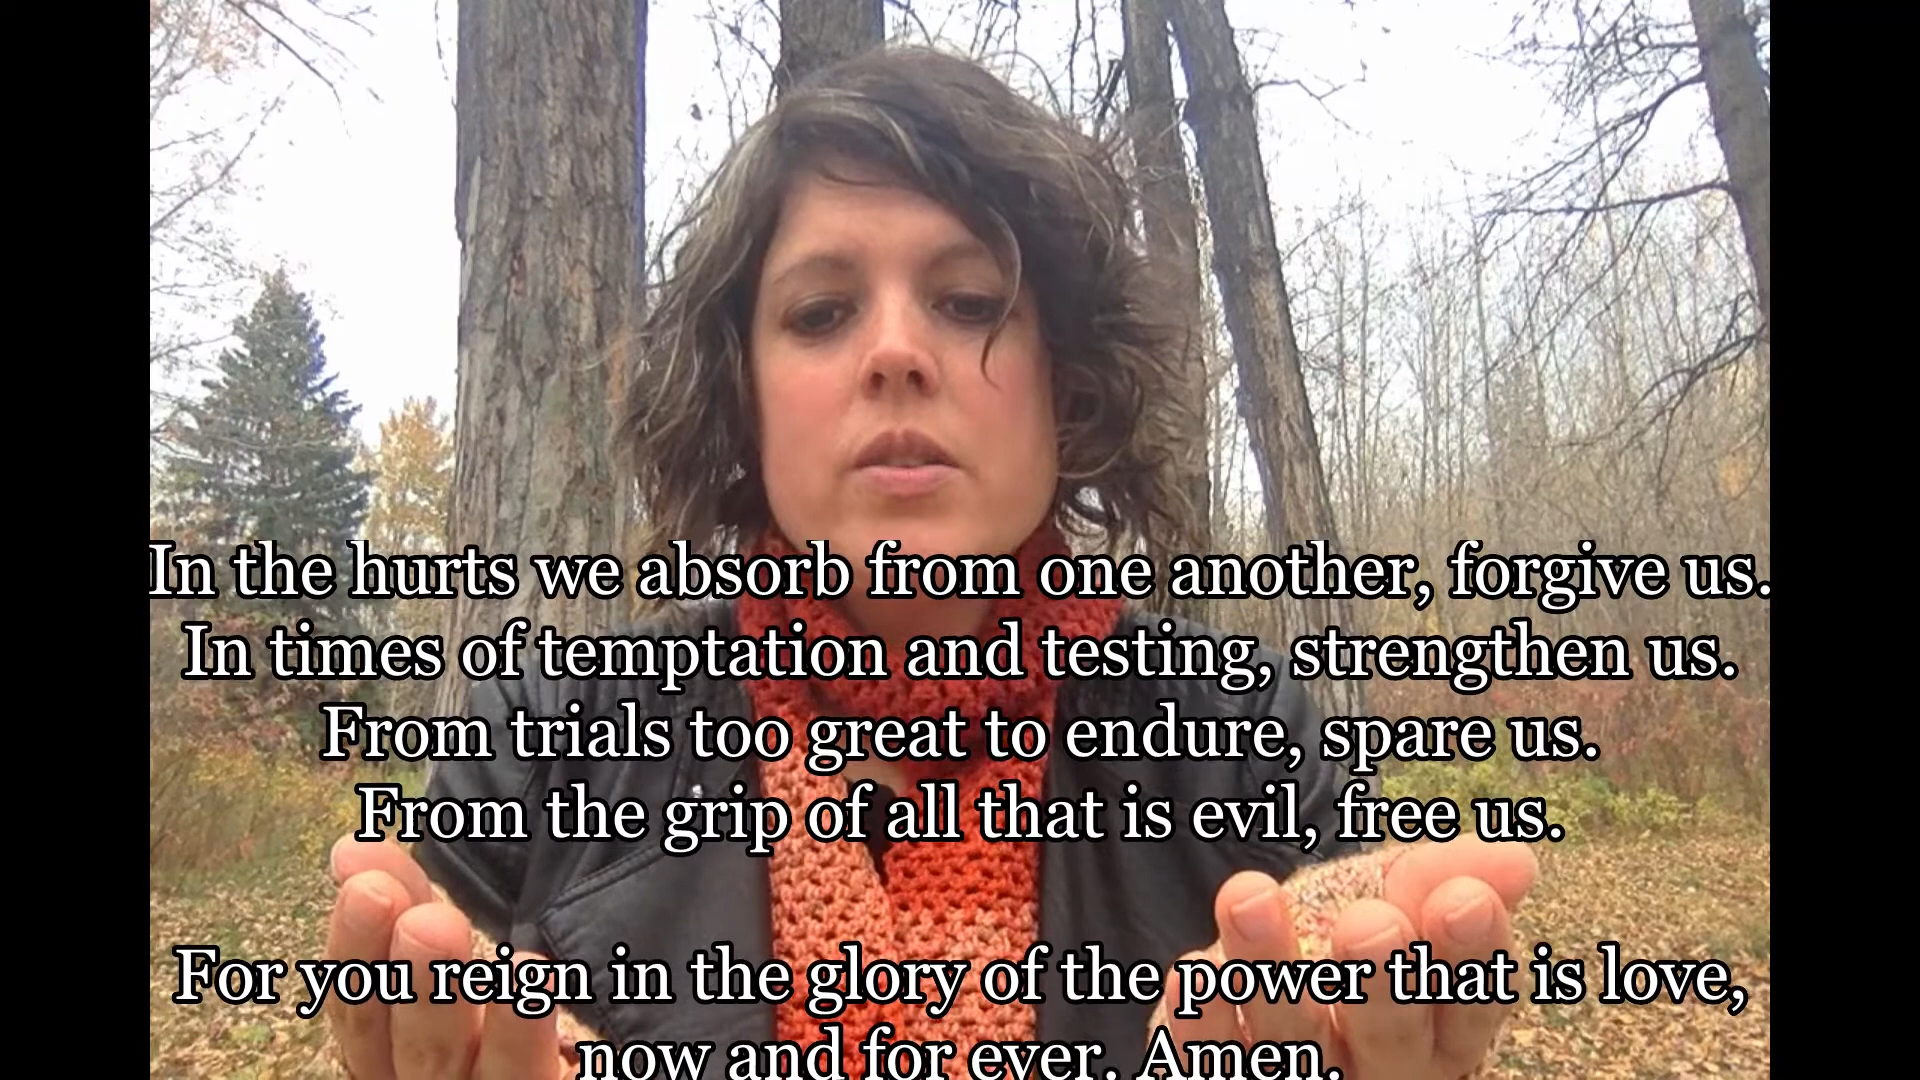 In the hurts we absorb from one another, forgive us.
In times of temptation and testing, strengthen us.
From trials too great to endure, spare us.
From the grip of all that is evil, free us.
For you reign in the glory of the power that is love,
now and for ever. Amen.